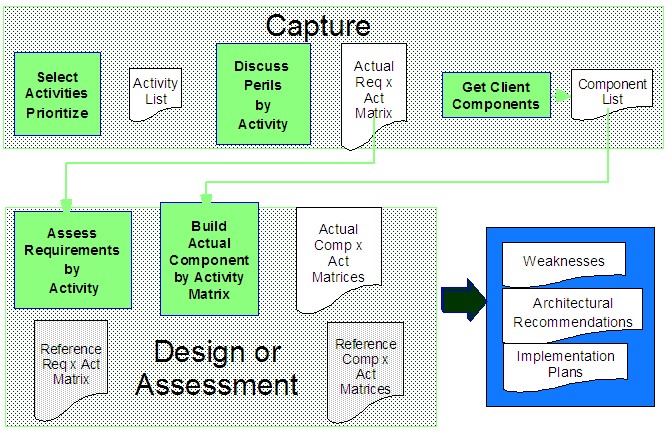 Capture
Select
Activities
Prioritize
Activity
List
Discuss
Perils
by
Activity
Actual
Req x
Act
Matrix
Get Client
Components
Component
List
Assess
Requirements
by
Activity
Build
Actual
Component
by Activity
Matrix
Actual
Comp x
Act
Matrices
Reference
Req x Act
Matrix
Design or
Assessment
Reference
Comp x
Act
Matrices
Weaknesses
Architectural
Recommendations
Implementation
Plans